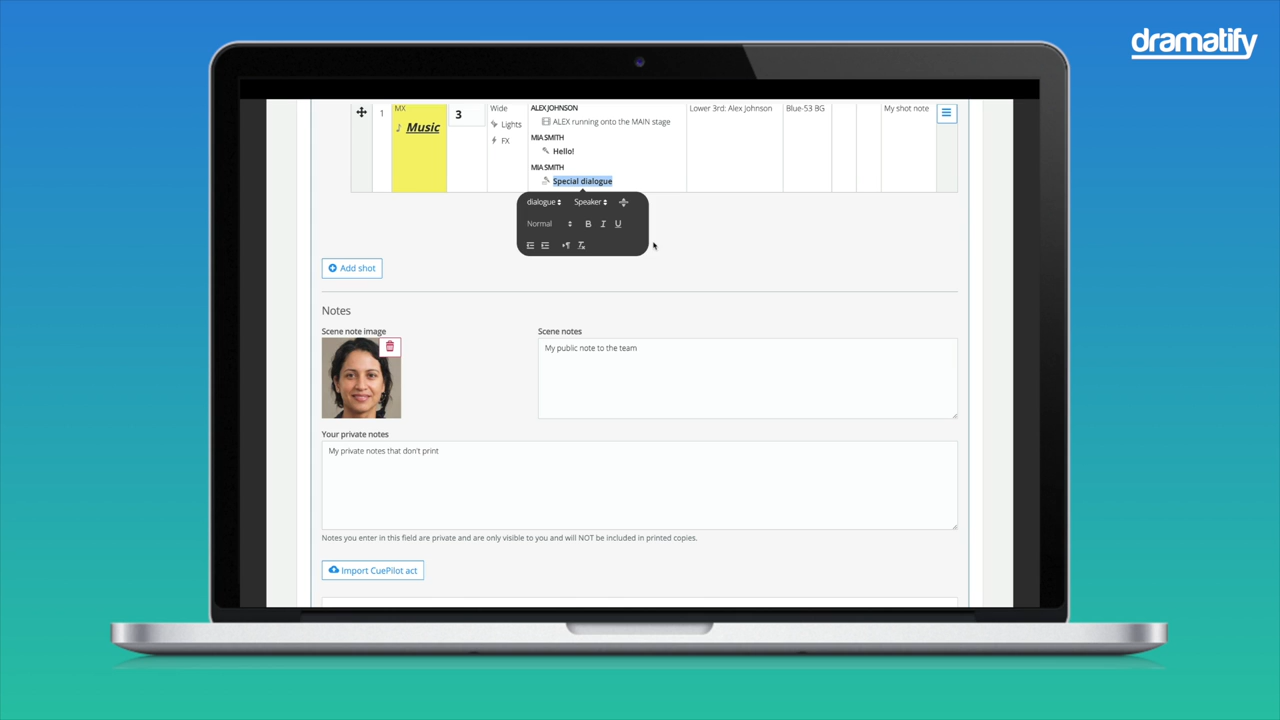 dramatify
1
MX
♪ Music
3
Wide
Lights
FX
ALEX JOHNSON
ALEX running onto the MAIN stage
MIA SMITH
Hello!
MIA SMITH
Special dialogue
Lower 3rd: Alex Johnson
Blue-53 BG
My shot note
dialogue
Speaker
Normal
B I U
Add shot
Notes
Scene note image
Scene notes
My public note to the team
Your private notes
My private notes that don't print
Notes you enter in this field are private and are only visible to you and will NOT be included in printed copies.
Import CuePilot act